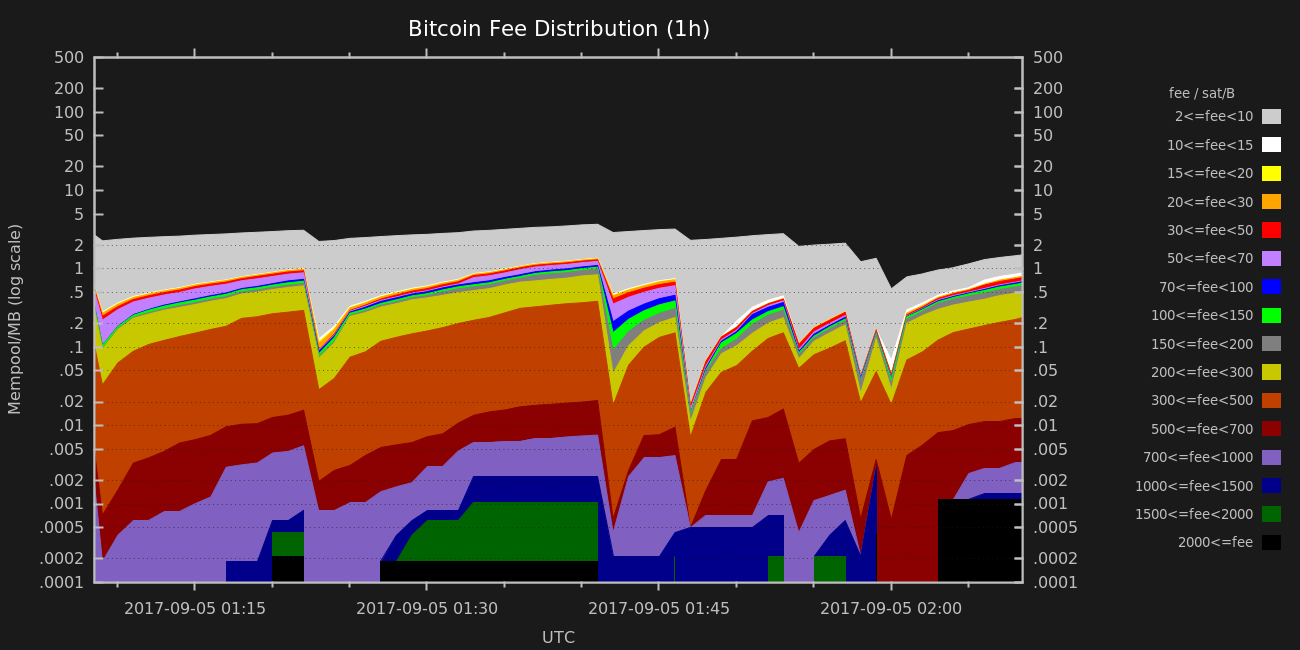 Bitcoin Fee Distribution (1h)
Mempool/MB (log scale)
500
200
100
50
20
10
5
2
1
.5
.2
.1
.05
.02
.01
.005
.002
.001
.0005
.0002
.0001
500
200
100
50
20
10
5
2
1
.5
.2
.1
.05
.02
.01
.005
.002
.001
.0005
.0002
.0001
2017-09-05 01:15
2017-09-05 01:30
2017-09-05 01:45
2017-09-05 02:00
UTC
fee / sat/B
2<=fee<10
10<=fee<15
15<=fee<20
20<=fee<30
30<=fee<50
50<=fee<70
70<=fee<100
100<=fee<150
150<=fee<200
200<=fee<300
300<=fee<500
500<=fee<700
700<=fee<1000
1000<=fee<1500
1500<=fee<2000
2000<=fee